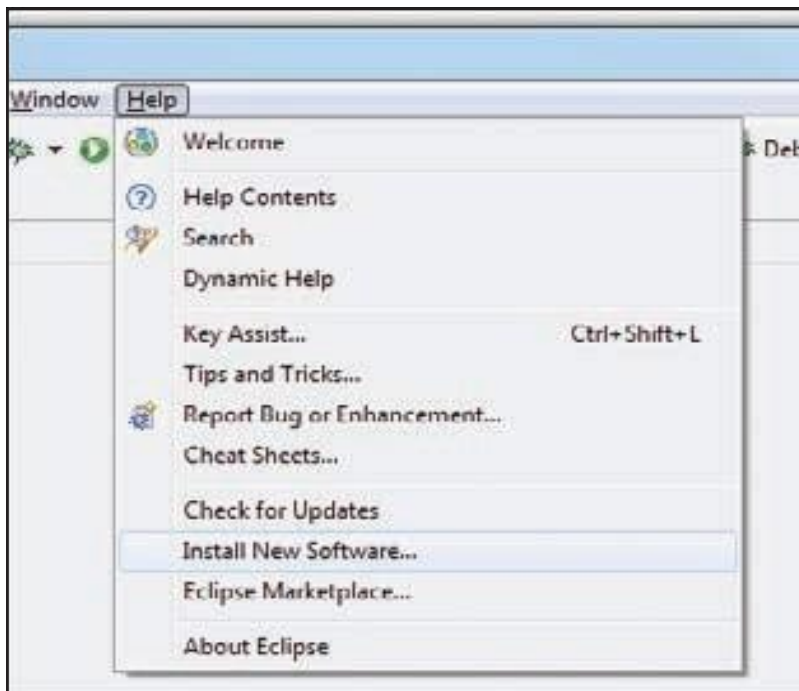 Window Help
Welcome
Deb
Help Contents
Search
Dynamic Help
Key Assist... Ctrl+Shift+L
Tips and Tricks...
Report Bug or Enhancement...
Cheat Sheets...
Check for Updates
Install New Software...
Eclipse Marketplace...
About Eclipse